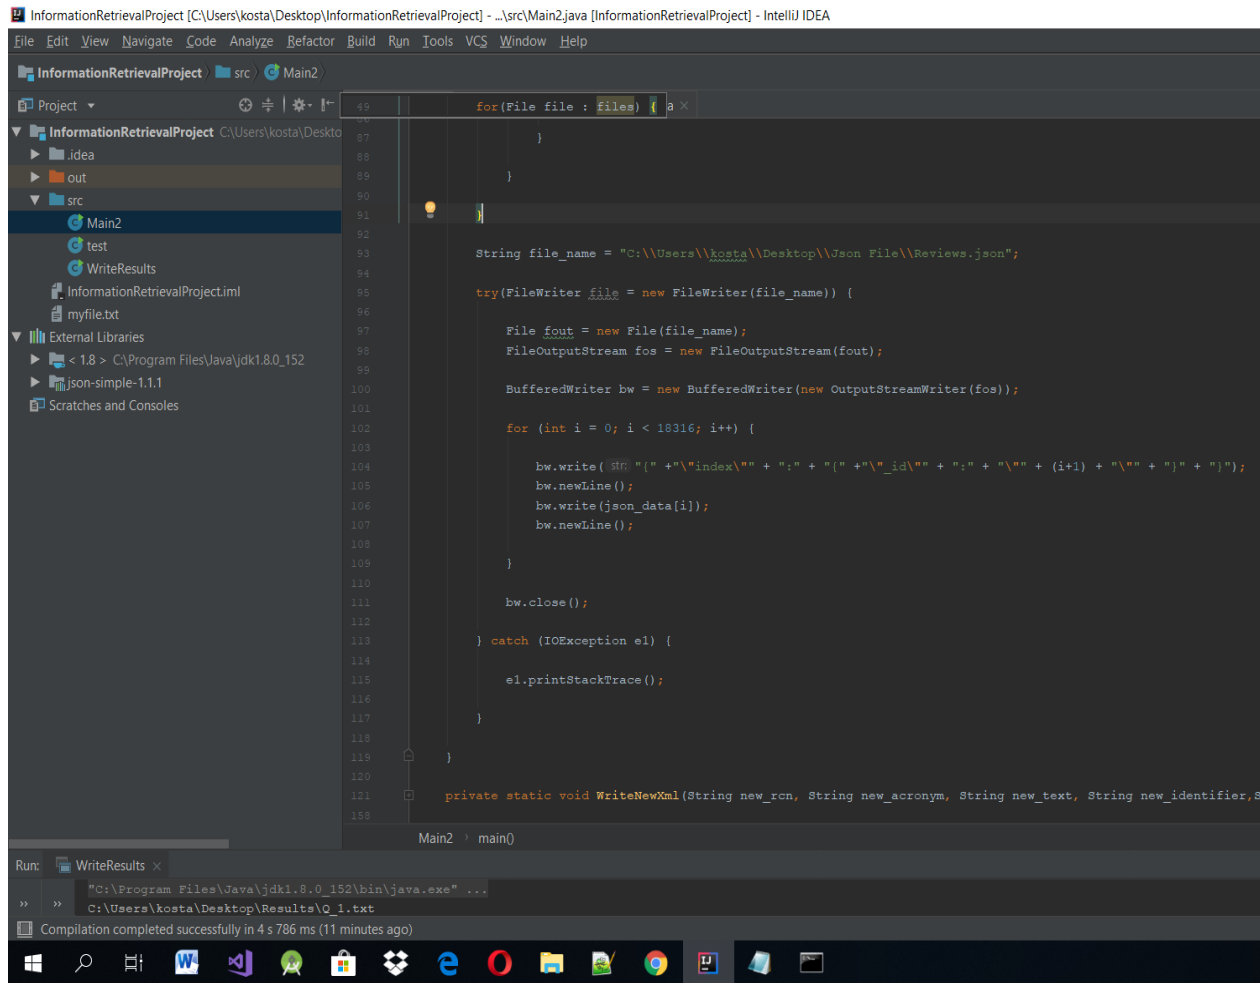 InformationRetrievalProject [C:\Users\kosta\Desktop\InformationRetrievalProject] - ...\src\Main2.java [InformationRetrievalProject] - IntelliJ IDEA
File Edit View Navigate Code Analyze Refactor Build Run Tools VCS Window Help
InformationRetrievalProject src Main2
Project
49 for(File file : files) { a ×
InformationRetrievalProject C:\Users\kosta\Deskto
87 }
.idea
88
out
89 }
src
90
Main2
91 }
test
92
WriteResults
93 String file_name = "C:\\Users\\kosta\\Desktop\\Json File\\Reviews.json";
94
InformationRetrievalProject.iml
95 try(FileWriter file = new FileWriter(file_name)) {
myfile.txt
96
External Libraries
97 File fout = new File(file_name);
< 1.8 > C:\Program Files\Java\jdk1.8.0_152
98 FileOutputStream fos = new FileOutputStream(fout);
json-simple-1.1.1
99
Scratches and Consoles
100 BufferedWriter bw = new BufferedWriter(new OutputStreamWriter(fos));
101
102 for (int i = 0; i < 18316; i++) {
103
104 bw.write( str: "{" +"\"index\"" + ":" + "{" +"\"_id\"" + ":" + "\"" + (i+1) + "\"" + "}" + "}");
105 bw.newLine();
106 bw.write(json_data[i]);
107 bw.newLine();
108
109 }
110
111 bw.close();
112
113 } catch (IOException e1) {
114
115 e1.printStackTrace();
116
117 }
118
119 }
120
121 private static void WriteNewXml(String new_rcn, String new_acronym, String new_text, String new_identifier,S
158
Main2 main()
Run: WriteResults ×
"C:\Program Files\Java\jdk1.8.0_152\bin\java.exe" ...
C:\Users\kosta\Desktop\Results\Q_1.txt
Compilation completed successfully in 4 s 786 ms (11 minutes ago)